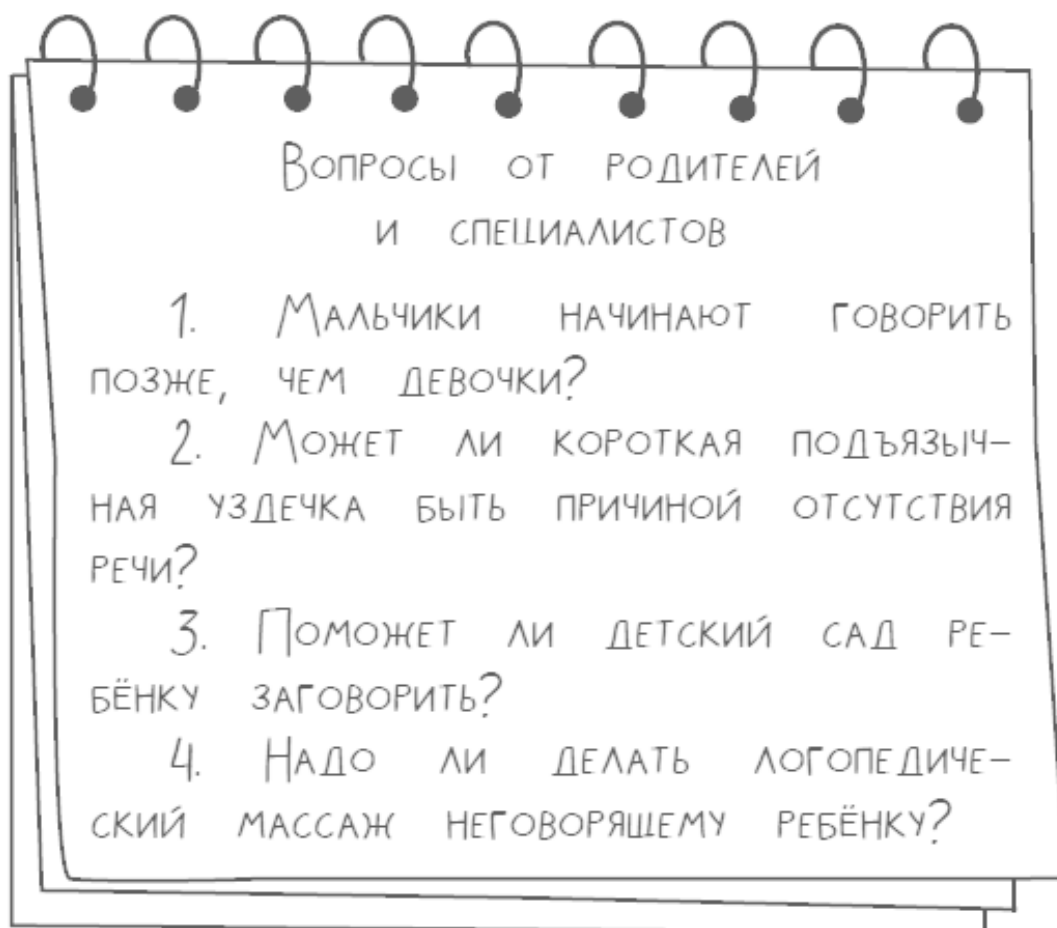 Вопросы от родителей
и специалистов
1. Мальчики начинают говорить
позже, чем девочки?
2. Может ли короткая подъязыч-
ная уздечка быть причиной отсутствия
речи?
3. Поможет ли детский сад ре-
бёнку заговорить?
4. Надо ли делать логопедиче-
ский массаж неговорящему ребёнку?